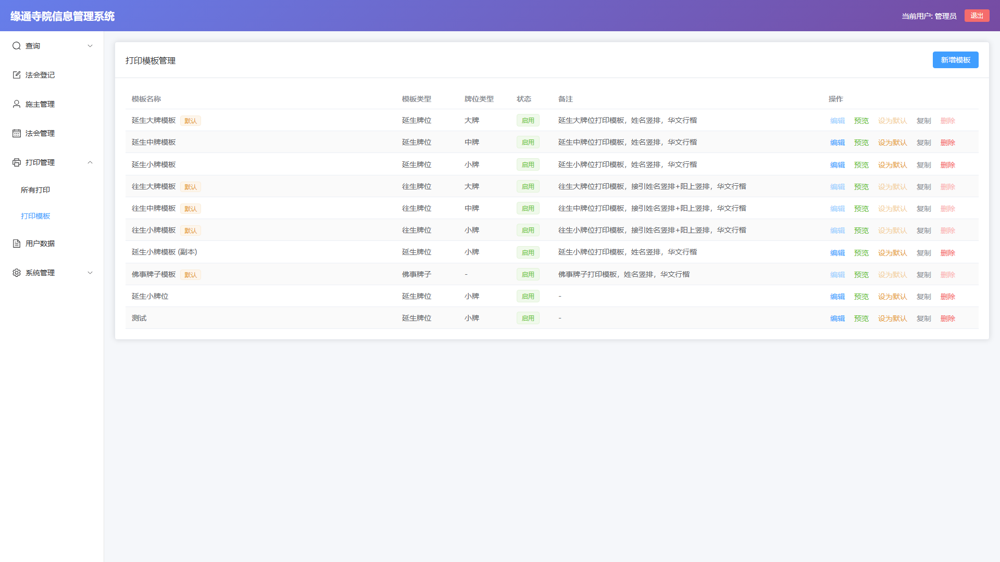 缘通寺院信息管理系统
当前用户: 管理员 退出
查询
法会登记
施主管理
法会管理
打印管理
所有打印
打印模板
用户数据
系统管理
打印模板管理 新增模板
模板名称 模板类型 牌位类型 状态 备注 操作
延生大牌模板 默认 延生牌位 大牌 启用 延生大牌位打印模板，姓名竖排，华文行楷 编辑 预览 设为默认 复制 删除
延生中牌模板 延生牌位 中牌 启用 延生中牌位打印模板，姓名竖排，华文行楷 编辑 预览 设为默认 复制 删除
延生小牌模板 延生牌位 小牌 启用 延生小牌位打印模板，姓名竖排，华文行楷 编辑 预览 设为默认 复制 删除
往生大牌模板 默认 往生牌位 大牌 启用 往生大牌位打印模板，接引姓名竖排+阳上竖排，华文行楷 编辑 预览 设为默认 复制 删除
往生中牌模板 默认 往生牌位 中牌 启用 往生中牌位打印模板，接引姓名竖排+阳上竖排，华文行楷 编辑 预览 设为默认 复制 删除
往生小牌模板 默认 往生牌位 小牌 启用 往生小牌位打印模板，接引姓名竖排+阳上竖排，华文行楷 编辑 预览 设为默认 复制 删除
延生小牌模板 (副本) 延生牌位 小牌 启用 延生小牌位打印模板，姓名竖排，华文行楷 编辑 预览 设为默认 复制 删除
佛事牌子模板 默认 佛事牌子 - 启用 佛事牌子打印模板，姓名竖排，华文行楷 编辑 预览 设为默认 复制 删除
延生小牌位 延生牌位 小牌 启用 - 编辑 预览 设为默认 复制 删除
测试 延生牌位 小牌 启用 - 编辑 预览 设为默认 复制 删除